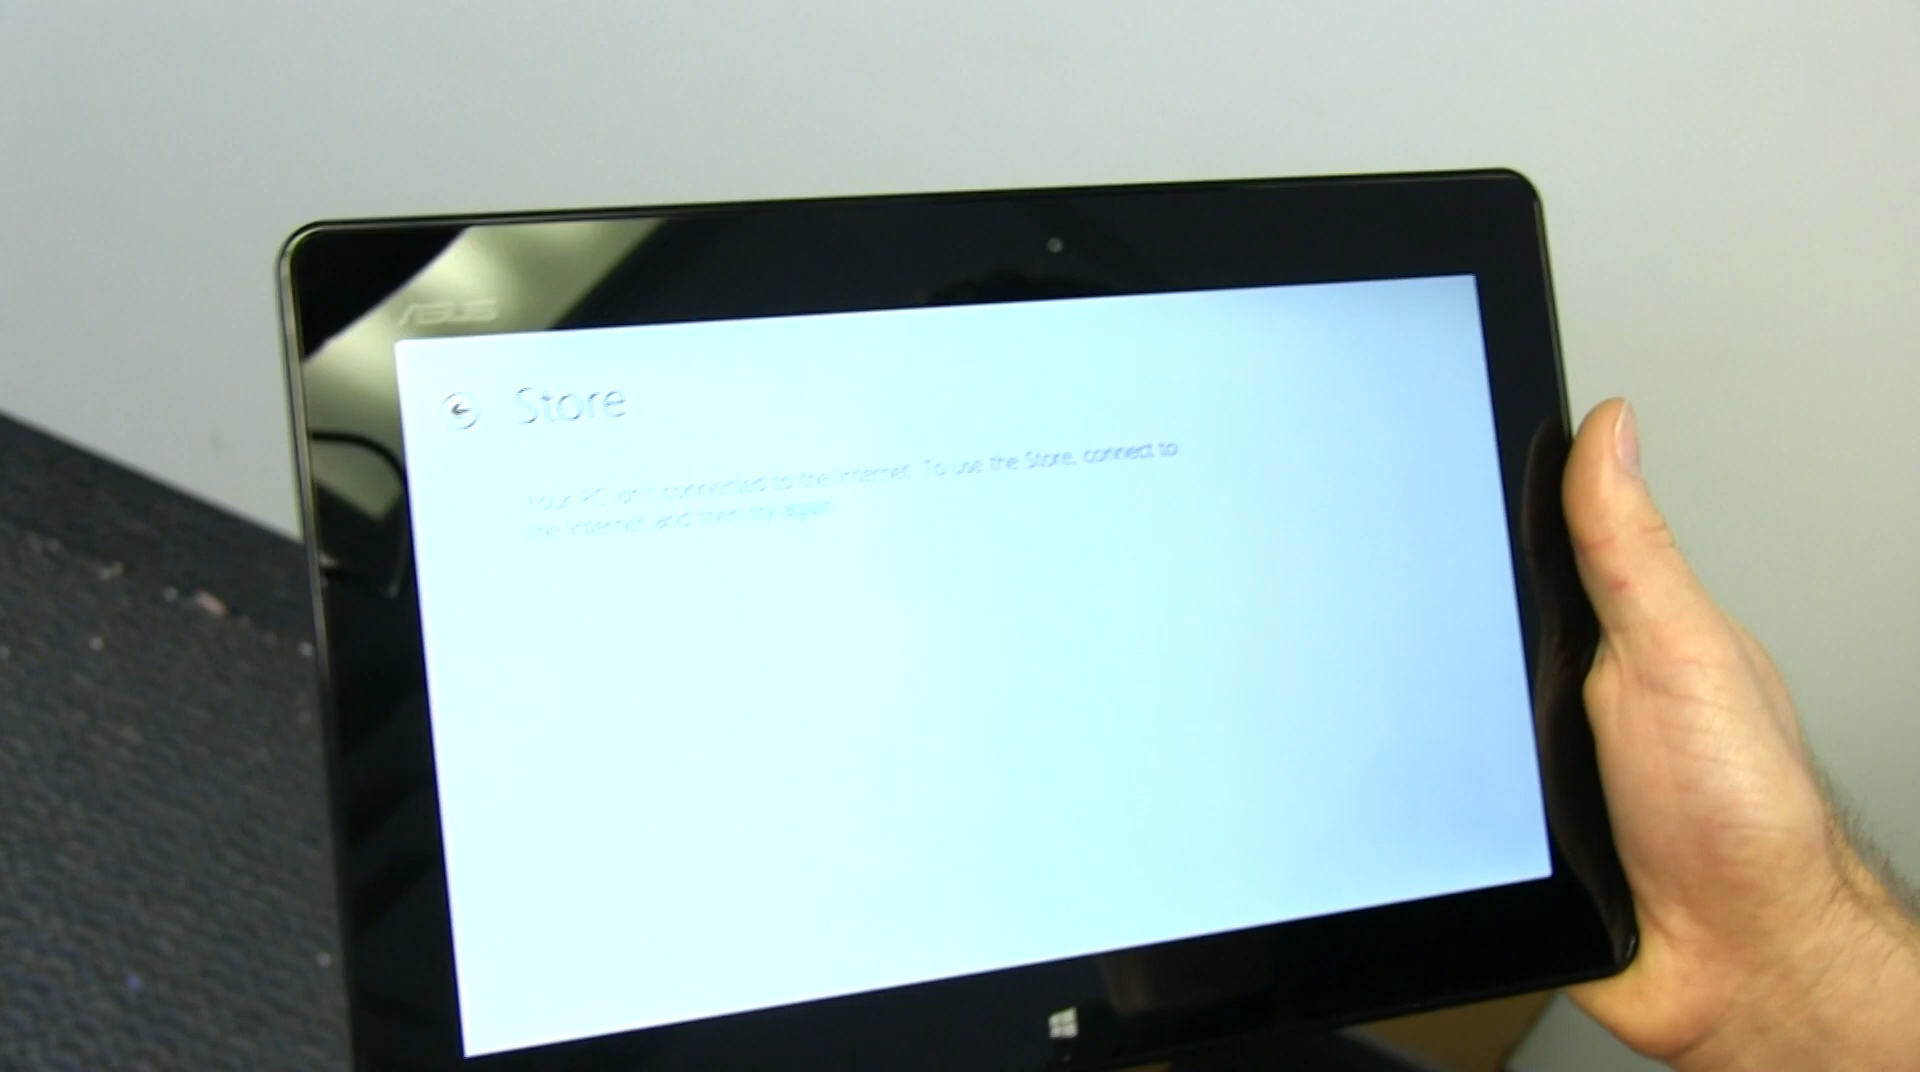 ASUS
Store
Your PC isn't connected to the Internet. To use the Store, connect to
the Internet and then try again.